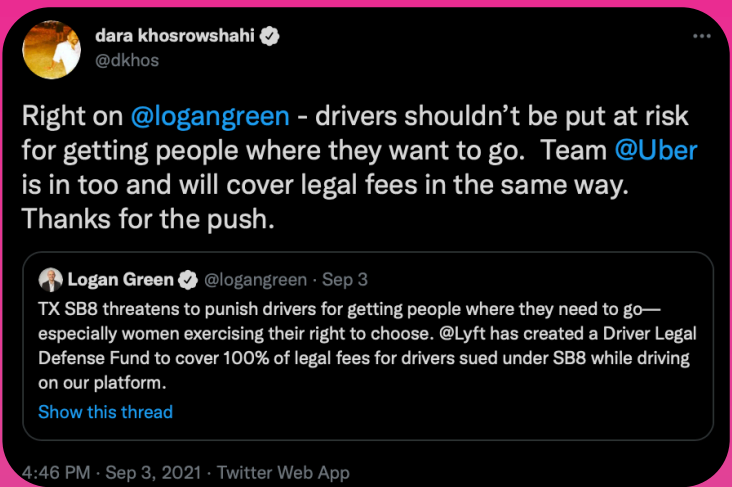 dara khosrowshahi
@dkhos
Right on @logangreen - drivers shouldn’t be put at risk
for getting people where they want to go.  Team @Uber
is in too and will cover legal fees in the same way.
Thanks for the push.
Logan Green @logangreen · Sep 3
TX SB8 threatens to punish drivers for getting people where they need to go—
especially women exercising their right to choose. @Lyft has created a Driver Legal
Defense Fund to cover 100% of legal fees for drivers sued under SB8 while driving
on our platform.
Show this thread
4:46 PM · Sep 3, 2021 · Twitter Web App